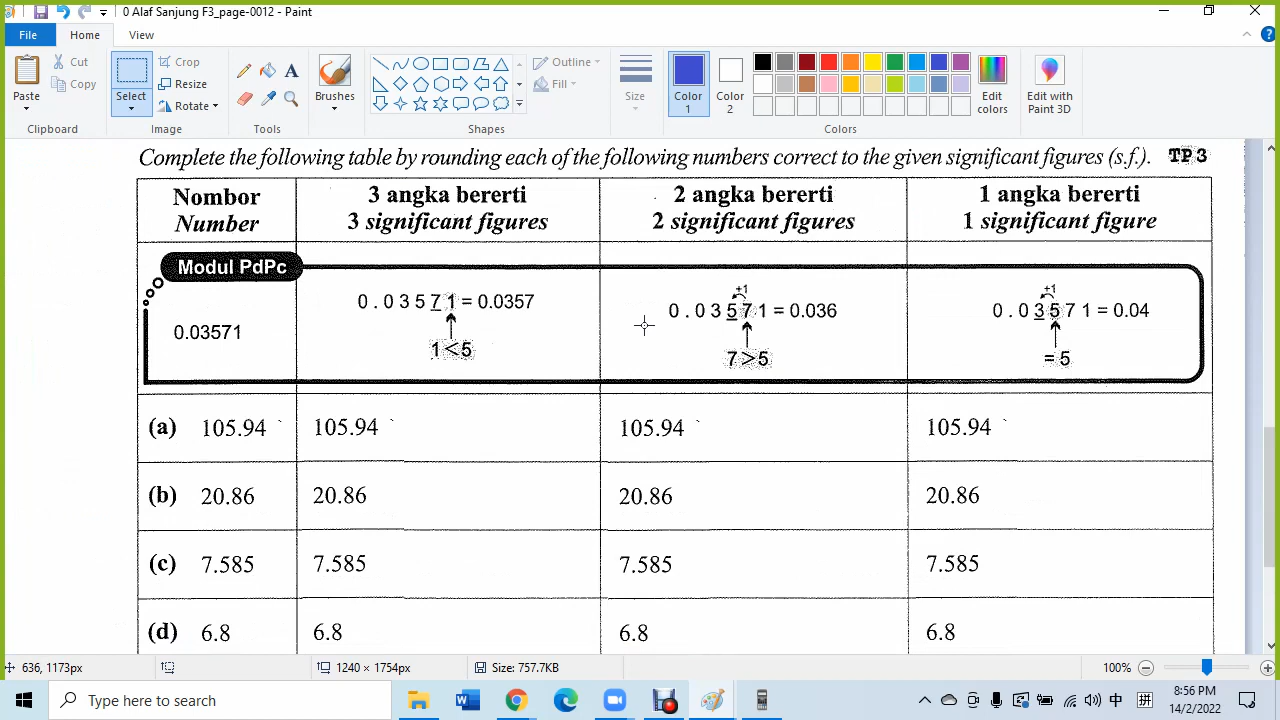 0 Alaf Sanjung F3_page-0012 - Paint
File Home View
Paste
Cut
Copy
Clipboard
Select
Crop
Resize
Rotate
Image
Tools
Brushes
Shapes
Outline
Fill
Size
Color 1
Color 2
Colors
Edit colors
Edit with Paint 3D
Complete the following table by rounding each of the following numbers correct to the given significant figures (s.f.). TP 3
Nombor
Number
3 angka bererti
3 significant figures
2 angka bererti
2 significant figures
1 angka bererti
1 significant figure
Modul PdPc
0.03571
0 . 0 3 5 7 1 = 0.0357
1 < 5
+1
0 . 0 3 5 7 1 = 0.036
7 > 5
+1
0 . 0 3 5 7 1 = 0.04
= 5
(a) 105.94 105.94 105.94 105.94
(b) 20.86 20.86 20.86 20.86
(c) 7.585 7.585 7.585 7.585
(d) 6.8 6.8 6.8 6.8
636, 1173px 1240 × 1754px Size: 757.7KB 100%
Type here to search
中 拼 8:56 PM
14/2/2022